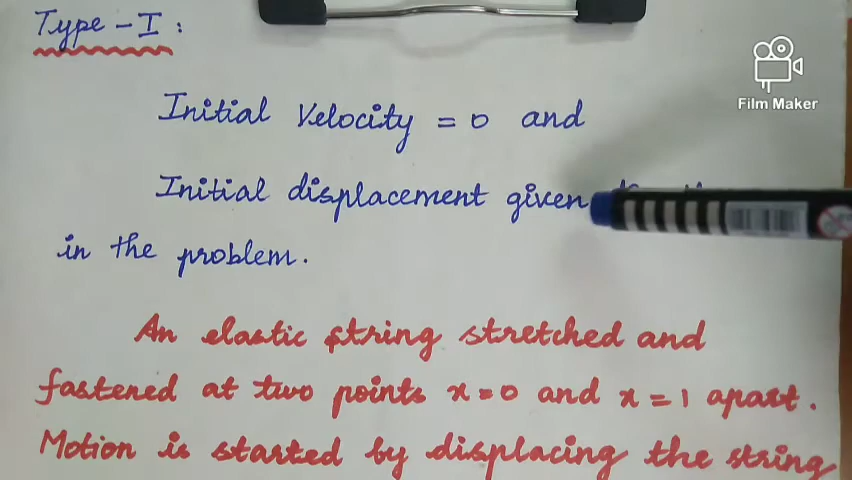 Type - I :
Film Maker
Initial Velocity = 0 and
Initial displacement given
in the problem.
An elastic string stretched and
fastened at two points x = 0 and x = 1 apart.
Motion is started by displacing the string